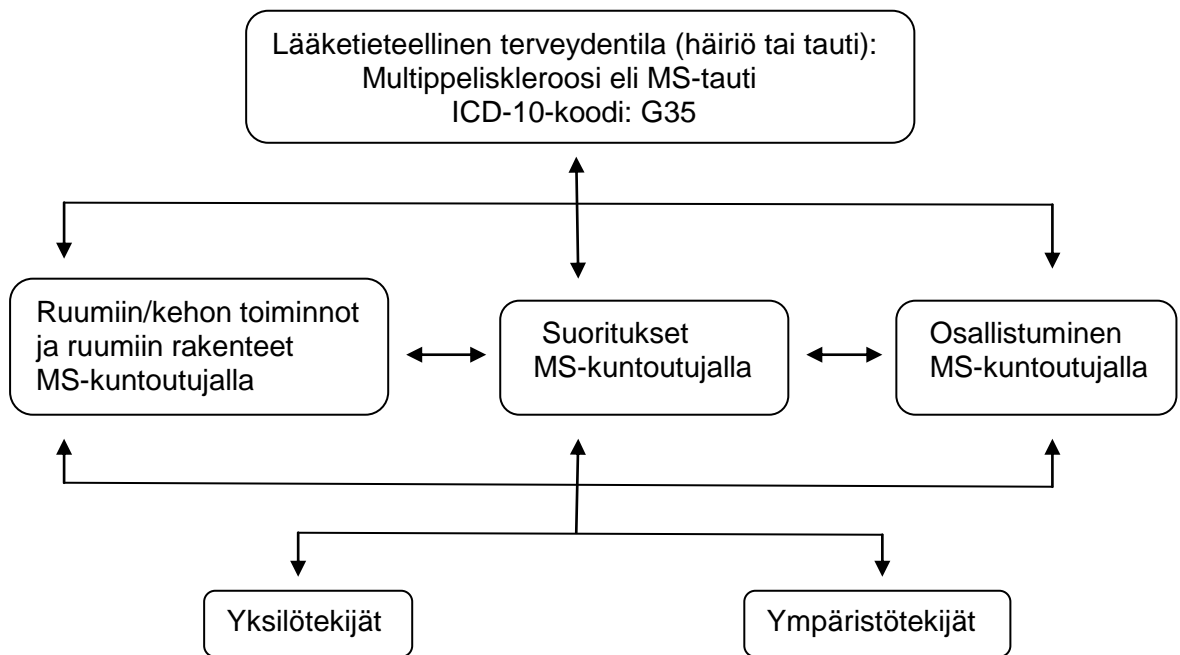 Lääketieteellinen terveydentila (häiriö tai tauti):
Multippeliskleroosi eli MS-tauti
ICD-10-koodi: G35
Ruumiin/kehon toiminnot
ja ruumiin rakenteet
MS-kuntoutujalla
Suoritukset
MS-kuntoutujalla
Osallistuminen
MS-kuntoutujalla
Yksilötekijät
Ympäristötekijät